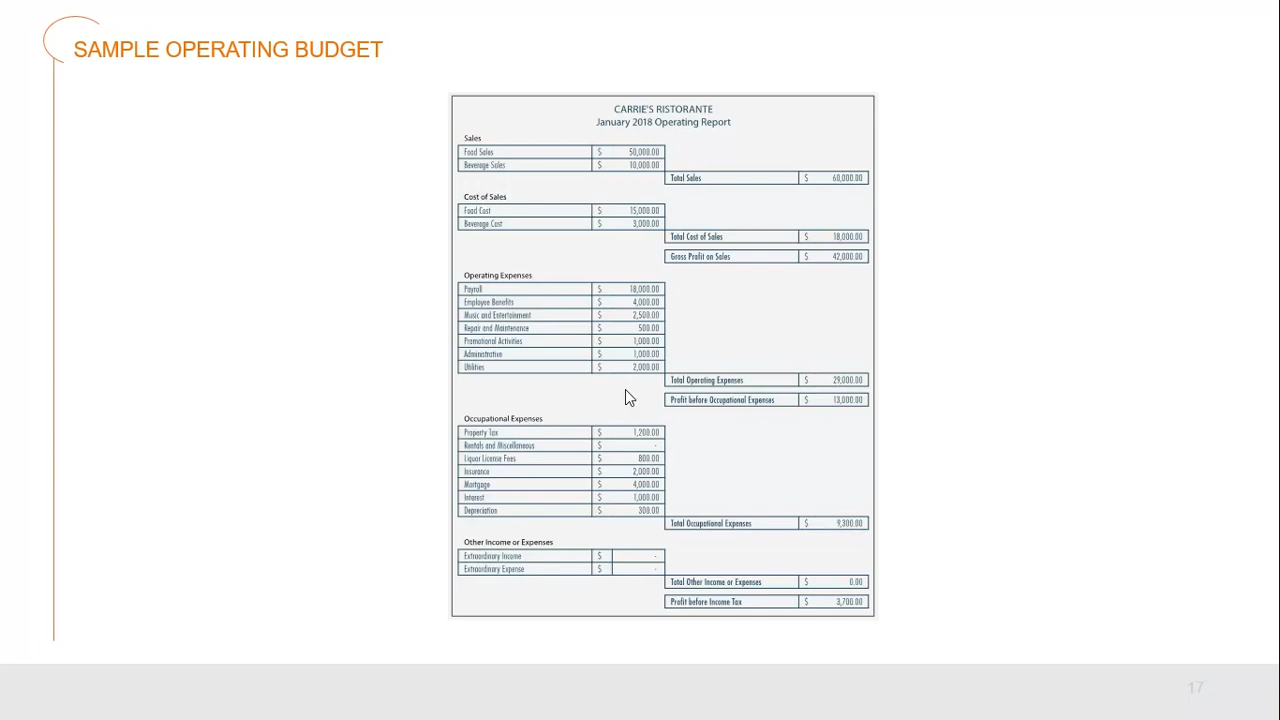 SAMPLE OPERATING BUDGET
CARRIE'S RISTORANTE
January 2018 Operating Report
Sales
Food Sales $ 50,000.00
Beverage Sales $ 10,000.00
Total Sales $ 60,000.00
Cost of Sales
Food Cost $ 15,000.00
Beverage Cost $ 3,000.00
Total Cost of Sales $ 18,000.00
Gross Profit on Sales $ 42,000.00
Operating Expenses
Payroll $ 18,000.00
Employee Benefits $ 4,000.00
Music and Entertainment $ 2,500.00
Repair and Maintenance $ 500.00
Promotional Activities $ 1,000.00
Adminstrative $ 1,000.00
Utilities $ 2,000.00
Total Operating Expenses $ 29,000.00
Profit before Occupational Expenses $ 13,000.00
Occupational Expenses
Property Tax $ 1,200.00
Rentals and Miscellaneous $ -
Liquor License Fees $ 800.00
Insurance $ 2,000.00
Mortgage $ 4,000.00
Interest $ 1,000.00
Depreciation $ 300.00
Total Occupational Expenses $ 9,300.00
Other Income or Expenses
Extraordinary Income $ -
Extraordinary Expense $ -
Total Other Income or Expenses $ 0.00
Profit before Income Tax $ 3,700.00
17